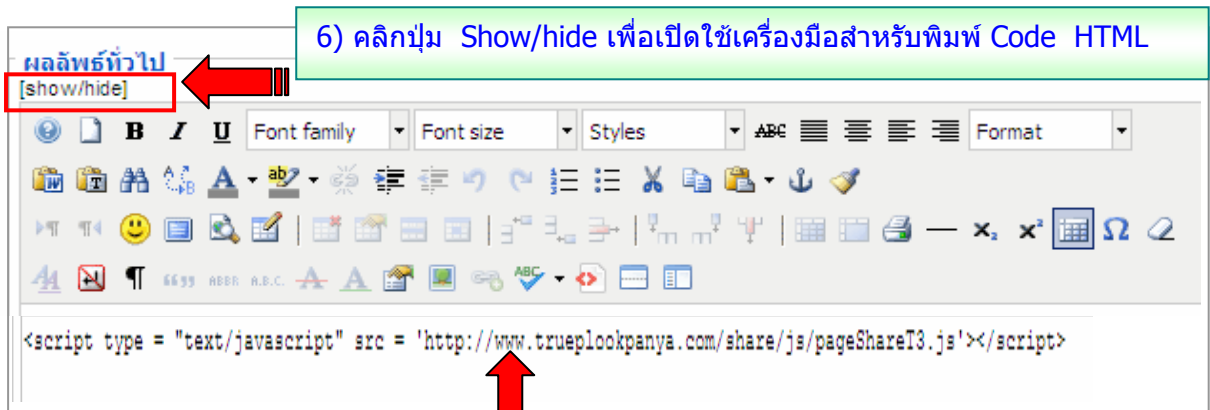 6) คลิกปุ่ม Show/hide เพื่อเปิดใช้เครื่องมือสำหรับพิมพ์ Code HTML
ผลลัพธ์ทั่วไป
[show/hide]
B I U Font family Font size Styles ABC Format
<script type = "text/javascript" src = 'http://www.trueplookpanya.com/share/js/pageShareT3.js'></script>